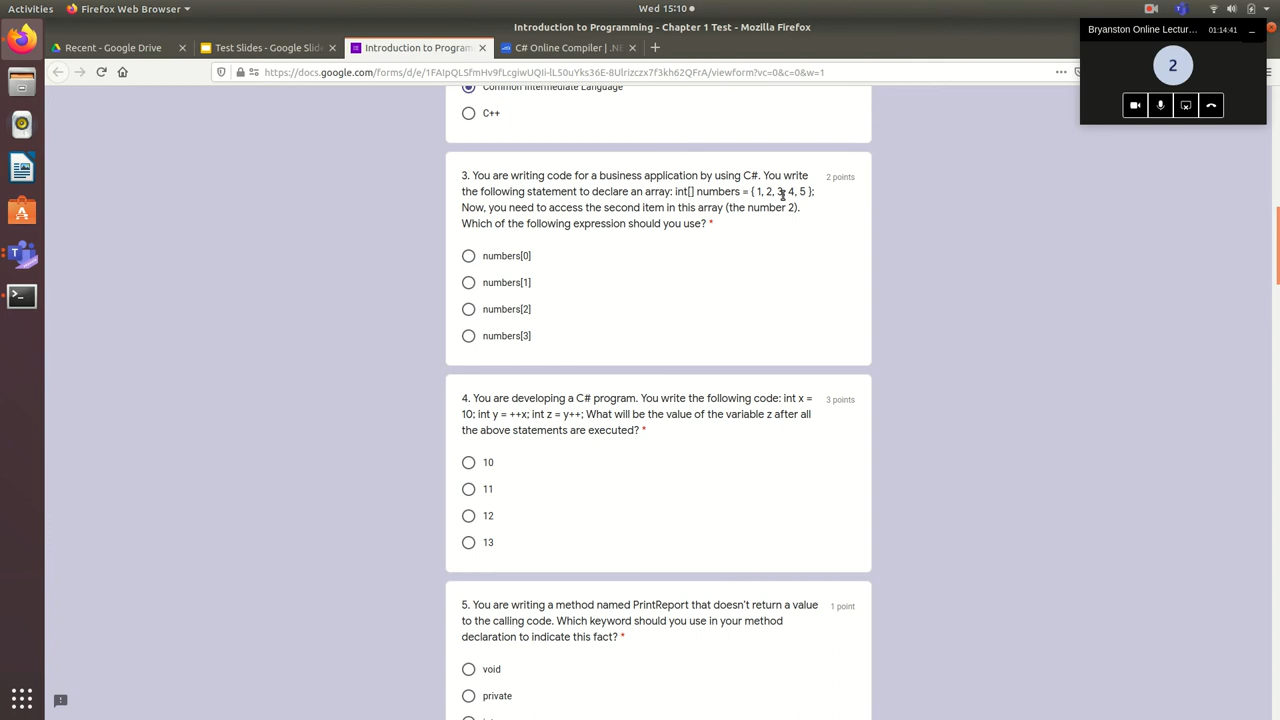 Activities
Firefox Web Browser
Wed 15:10
Introduction to Programming - Chapter 1 Test - Mozilla Firefox
Recent - Google Drive
Test Slides - Google Slide
Introduction to Program
C# Online Compiler | .NE
https://docs.google.com/forms/d/e/1FAIpQLSfmHv9fLcgiwUQIi-lL50uYks36E-8Ulrizczx7f3kh62QFrA/viewform?vc=0&c=0&w=1
Bryanston Online Lectur...
01:14:41
2
Common Intermediate Language
C++
3. You are writing code for a business application by using C#. You write
the following statement to declare an array: int[] numbers = { 1, 2, 3, 4, 5 };
Now, you need to access the second item in this array (the number 2).
Which of the following expression should you use? *
2 points
numbers[0]
numbers[1]
numbers[2]
numbers[3]
4. You are developing a C# program. You write the following code: int x =
10; int y = ++x; int z = y++; What will be the value of the variable z after all
the above statements are executed? *
3 points
10
11
12
13
5. You are writing a method named PrintReport that doesn't return a value
to the calling code. Which keyword should you use in your method
declaration to indicate this fact? *
1 point
void
private